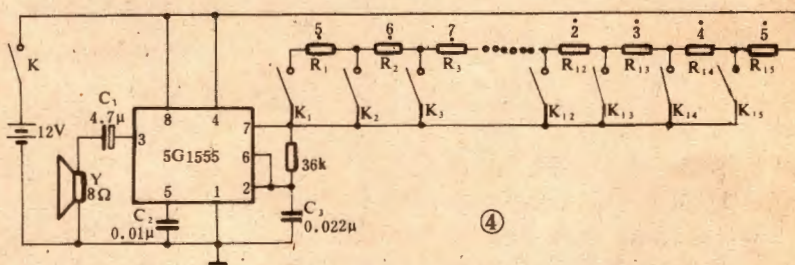 5̣ 6̣ 7̣ 2̇ 3̇ 4̇ 5̇
R₁ R₂ R₃ R₁₂ R₁₃ R₁₄ R₁₅
K
K₁ K₂ K₃ K₁₂ K₁₃ K₁₄ K₁₅
C₁
4.7μ
12V
8 4
3 7
5G1555
6
36k
2
5 1
Y
8Ω
C₂
0.01μ
C₃
0.022μ
④